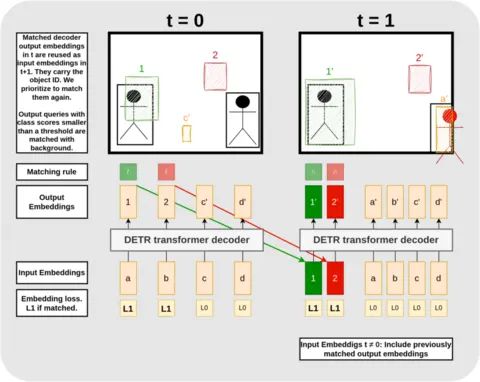 t = 0
t = 1
Matched decoder
output embeddings
in t are reused as
input embeddings in
t+1. They carry the
object ID. We
prioritize to match
them again.
Output queries with
class scores smaller
than a threshold are
matched with
background.
1
2
c'
1'
2'
a'
Matching rule
Output
Embeddings
1
2
c'
d'
1'
2'
a'
b'
c'
d'
DETR transformer decoder
DETR transformer decoder
Input Embeddings
a
b
c
d
1
2
a
b
c
d
Embedding loss.
L1 if matched.
L1
L1
L0
L0
L1
L1
L0
L0
L0
L0
Input Embeddigs t ≠ 0: Include previously
matched output embeddings